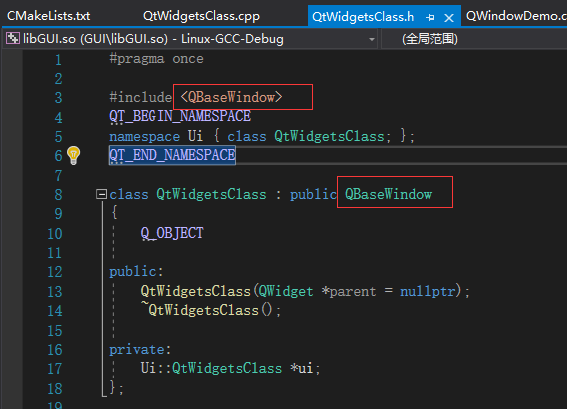 CMakeLists.txt QtWidgetsClass.cpp QtWidgetsClass.h QWindowDemo.c
libGUI.so (GUI\libGUI.so) - Linux-GCC-Debug (全局范围)
1 #pragma once
2
3 #include <QBaseWindow>
4 QT_BEGIN_NAMESPACE
5 namespace Ui { class QtWidgetsClass; };
6 QT_END_NAMESPACE
7
8 class QtWidgetsClass : public QBaseWindow
9 {
10 Q_OBJECT
11
12 public:
13 QtWidgetsClass(QWidget *parent = nullptr);
14 ~QtWidgetsClass();
15
16 private:
17 Ui::QtWidgetsClass *ui;
18 };
19